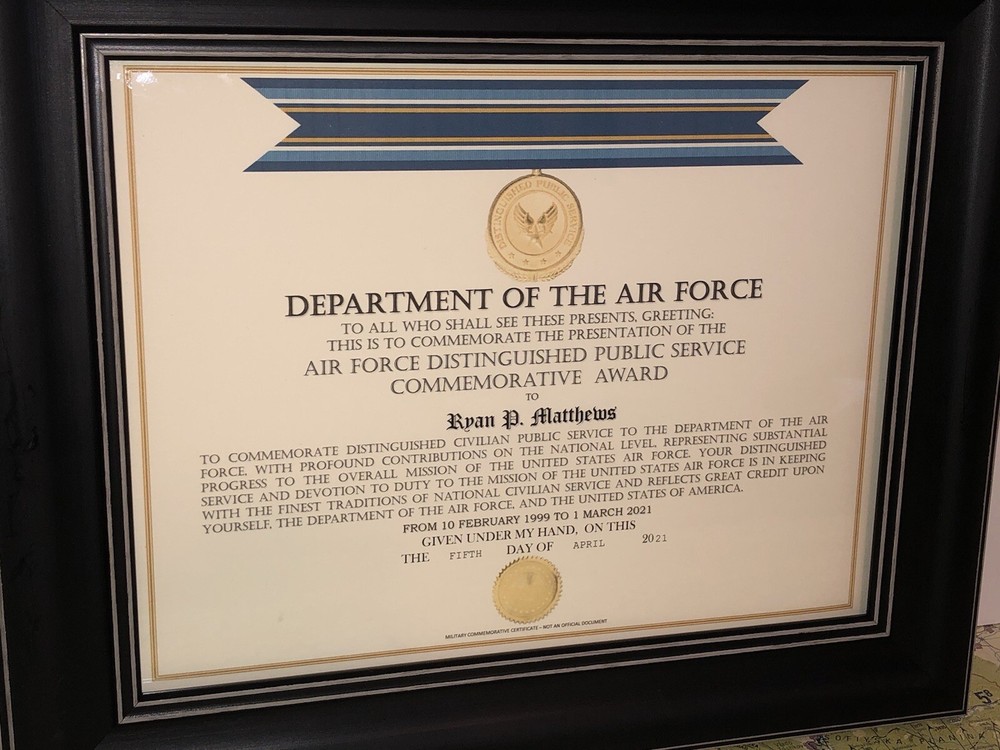 DISTINGUISHED PUBLIC SERVICE
DEPARTMENT OF THE AIR FORCE
TO ALL WHO SHALL SEE THESE PRESENTS, GREETING:
THIS IS TO COMMEMORATE THE PRESENTATION OF THE
AIR FORCE DISTINGUISHED PUBLIC SERVICE
COMMEMORATIVE AWARD
TO
Ryan P. Matthews
TO COMMEMORATE DISTINGUISHED CIVILIAN PUBLIC SERVICE TO THE DEPARTMENT OF THE AIR
FORCE, WITH PROFOUND CONTRIBUTIONS ON THE NATIONAL LEVEL, REPRESENTING SUBSTANTIAL
PROGRESS TO THE OVERALL MISSION OF THE UNITED STATES AIR FORCE. YOUR DISTINGUISHED
SERVICE AND DEVOTION TO DUTY TO THE MISSION OF THE UNITED STATES AIR FORCE IS IN KEEPING
WITH THE FINEST TRADITIONS OF NATIONAL CIVILIAN SERVICE AND REFLECTS GREAT CREDIT UPON
YOURSELF, THE DEPARTMENT OF THE AIR FORCE, AND THE UNITED STATES OF AMERICA.
FROM 10 FEBRUARY 1999 TO 1 MARCH 2021
GIVEN UNDER MY HAND, ON THIS
THE FIFTH DAY OF APRIL 2021
MILITARY COMMEMORATIVE CERTIFICATE - NOT AN OFFICIAL DOCUMENT